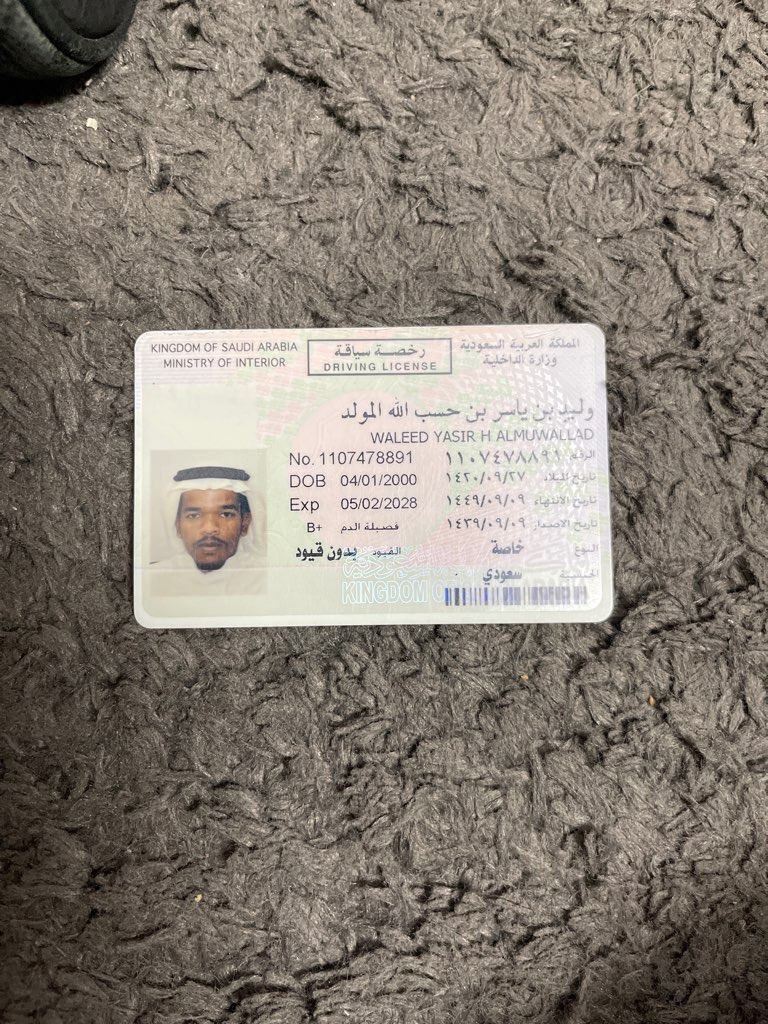 KINGDOM OF SAUDI ARABIA
MINISTRY OF INTERIOR
رخصة سياقة
DRIVING LICENSE
المملكة العربية السعودية
وزارة الداخلية
وليد بن ياسر بن حسب الله المولد
WALEED YASIR H ALMUWALLAD
No. 1107478891 الرقم ١١٠٧٤٧٨٨٩١
DOB 04/01/2000 تاريخ الميلاد ١٤٢٠/٠٩/٢٧
Exp 05/02/2028 تاريخ الانتهاء ١٤٤٩/٠٩/٠٩
B+ فصيلة الدم تاريخ الاصدار ١٤٣٩/٠٩/٠٩
النوع خاصة القيود بدون قيود
الجنسية سعودي
KINGDOM